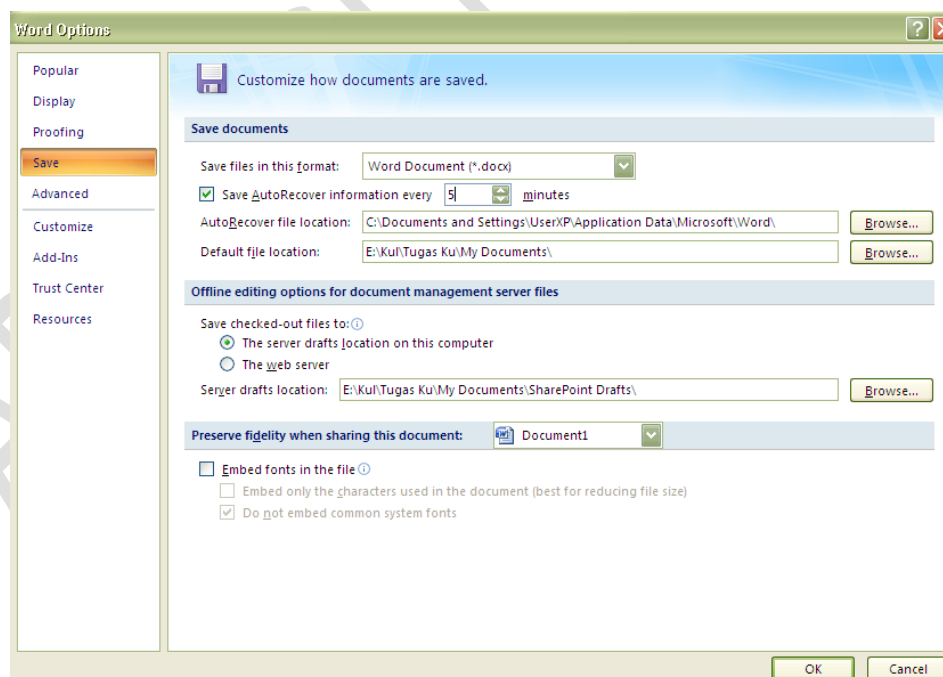 Word Options
Popular
Display
Proofing
Save
Advanced
Customize
Add-Ins
Trust Center
Resources
Customize how documents are saved.
Save documents
Save files in this format: Word Document (*.docx)
Save AutoRecover information every 5 minutes
AutoRecover file location: C:\Documents and Settings\UserXP\Application Data\Microsoft\Word\ Browse...
Default file location: E:\Kul\Tugas Ku\My Documents\ Browse...
Offline editing options for document management server files
Save checked-out files to:
The server drafts location on this computer
The web server
Server drafts location: E:\Kul\Tugas Ku\My Documents\SharePoint Drafts\ Browse...
Preserve fidelity when sharing this document: Document1
Embed fonts in the file
Embed only the characters used in the document (best for reducing file size)
Do not embed common system fonts
OK Cancel